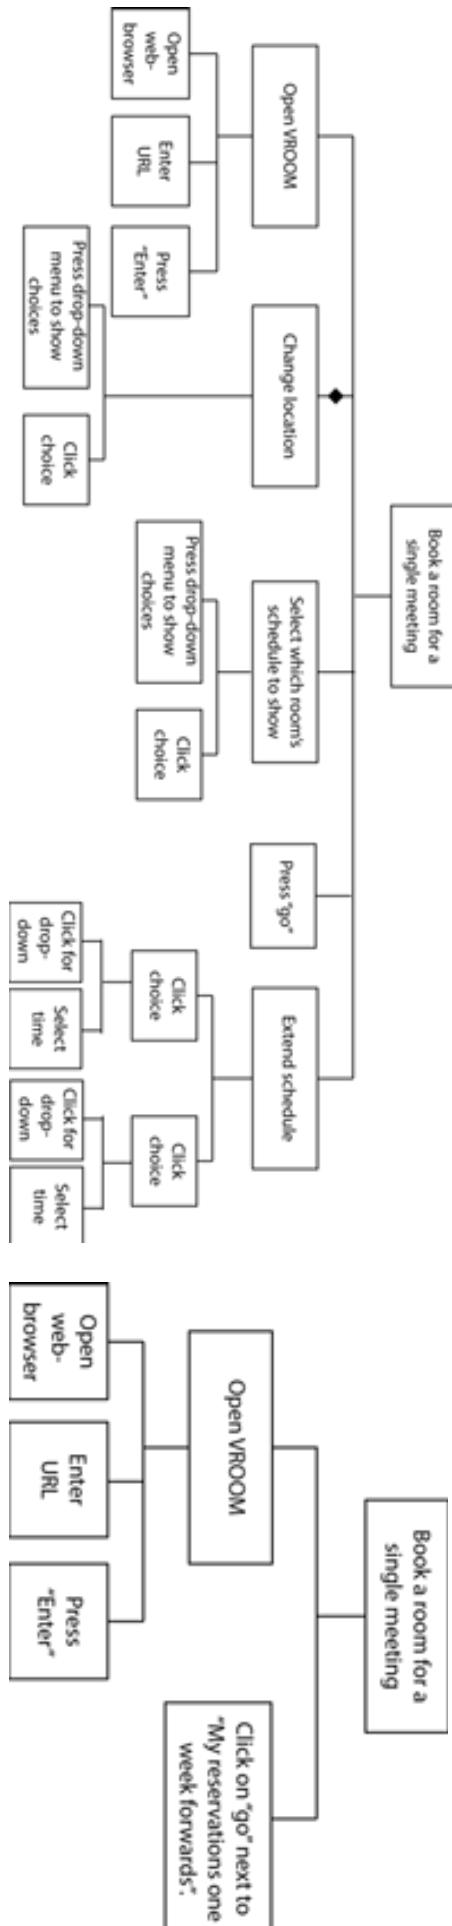 Book a room for a
single meeting
Open VROOM
Change location
Select which room's
schedule to show
Press "go"
Extend schedule
Open
web-
browser
Enter
URL
Press
"Enter"
Press drop-down
menu to show
choices
Click
choice
Press drop-down
menu to show
choices
Click
choice
Click
choice
Click
choice
Click for
drop-
down
Select
time
Click for
drop-
down
Select
time
Book a room for a
single meeting
Open VROOM
Click on "go" next to
"My reservations one
week forwards".
Open
web-
browser
Enter
URL
Press
"Enter"